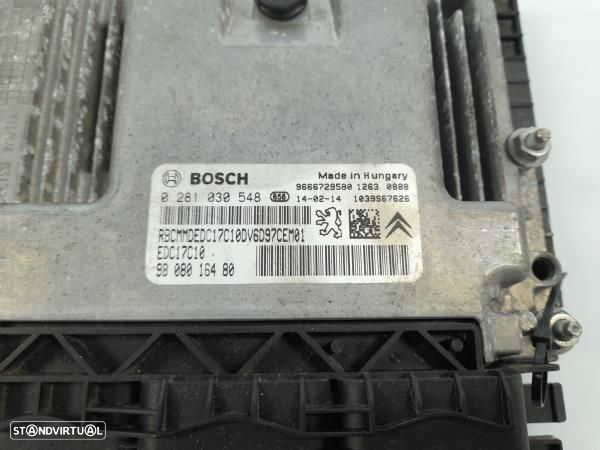 BOSCH
Made in Hungary
9666729580 1263 0888
0 281 030 548 658 14-02-14 1039S67626
RBCMMDEDC17C10DV6D97CEM01
EDC17C10
98 080 164 80
STANDVIRTUAL